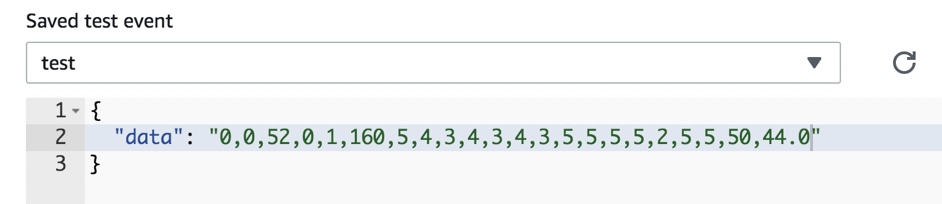 Saved test event
test
1 {
2 "data": "0,0,52,0,1,160,5,4,3,4,3,4,3,5,5,5,5,2,5,5,50,44.0"
3 }